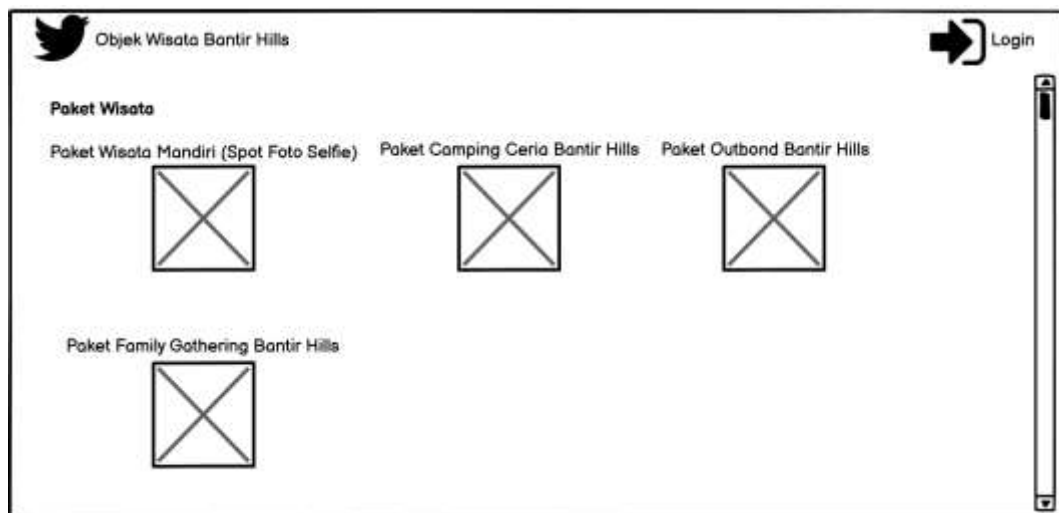 Objek Wisata Bantir Hills
Login
Paket Wisata
Paket Wisata Mandiri (Spot Foto Selfie)
Paket Camping Ceria Bantir Hills
Paket Outbond Bantir Hills
Paket Family Gathering Bantir Hills